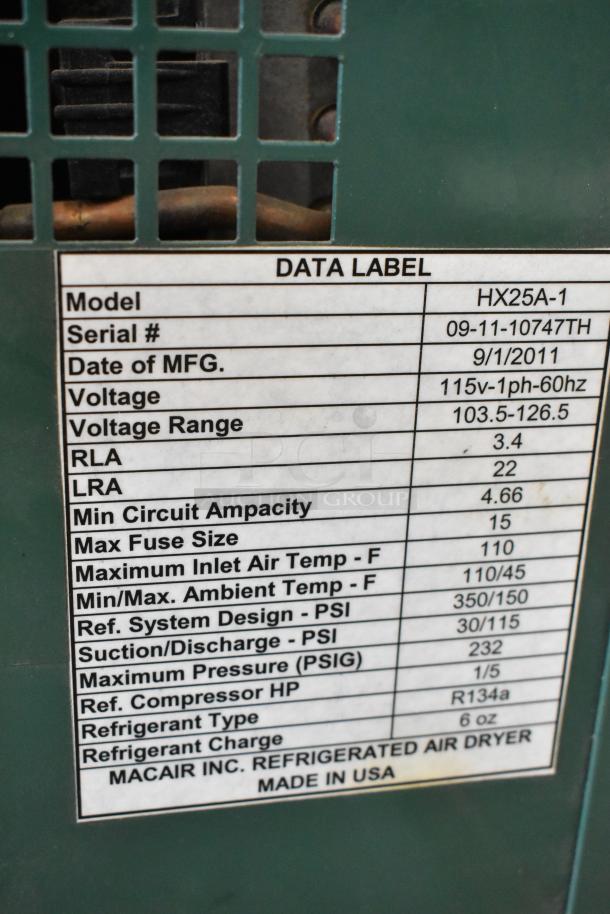 DATA LABEL
Model HX25A-1
Serial # 09-11-10747TH
Date of MFG. 9/1/2011
Voltage 115v-1ph-60hz
Voltage Range 103.5-126.5
RLA 3.4
LRA 22
Min Circuit Ampacity 4.66
Max Fuse Size 15
Maximum Inlet Air Temp - F 110
Min/Max. Ambient Temp - F 110/45
Ref. System Design - PSI 350/150
Suction/Discharge - PSI 30/115
Maximum Pressure (PSIG) 232
Ref. Compressor HP 1/5
Refrigerant Type R134a
Refrigerant Charge 6 oz
MACAIR INC. REFRIGERATED AIR DRYER
MADE IN USA
PCI
AUCTION GROUP